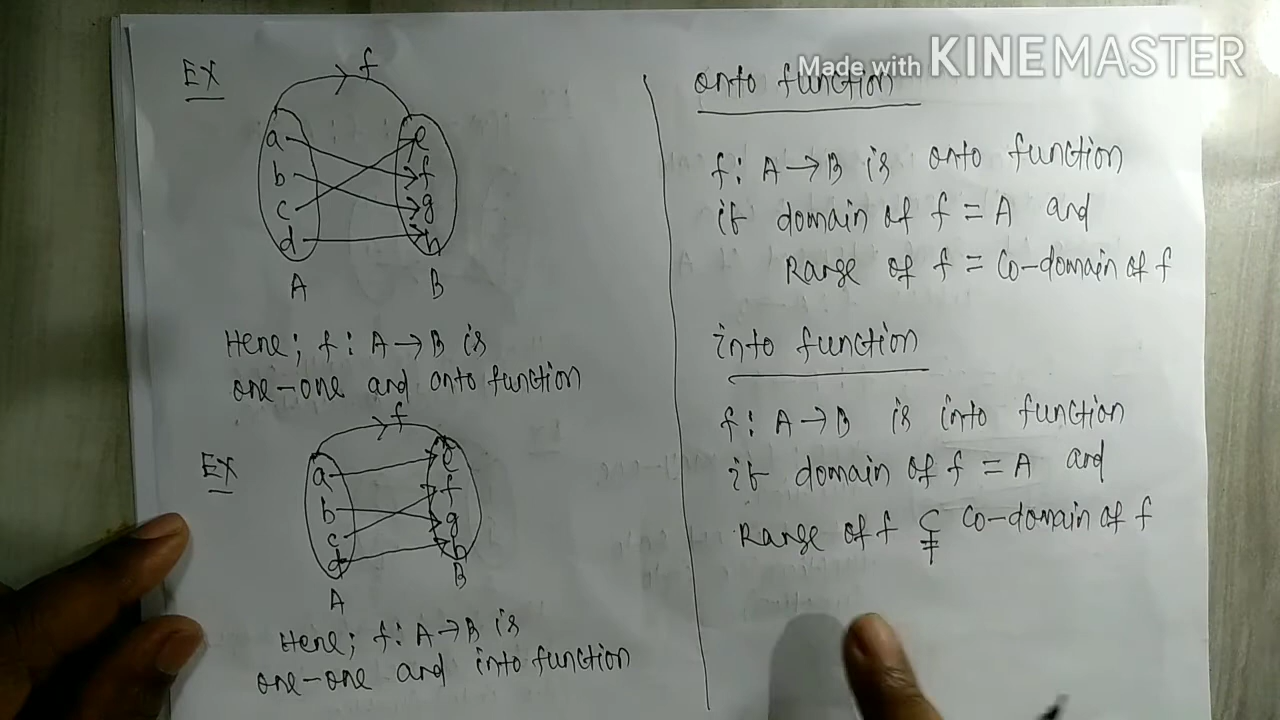 Made with KINEMASTER
EX
f
a
b
c
d
e
f
g
h
A
B
Here; f: A→B is
one-one and onto function
EX
f
a
b
c
d
e
f
g
h
A
B
Here; f: A→B is
one-one and into function
onto function
f: A→B is onto function
if domain of f = A and
Range of f = Co-domain of f
into function
f: A→B is into function
if domain of f = A and
Range of f ⊊ Co-domain of f